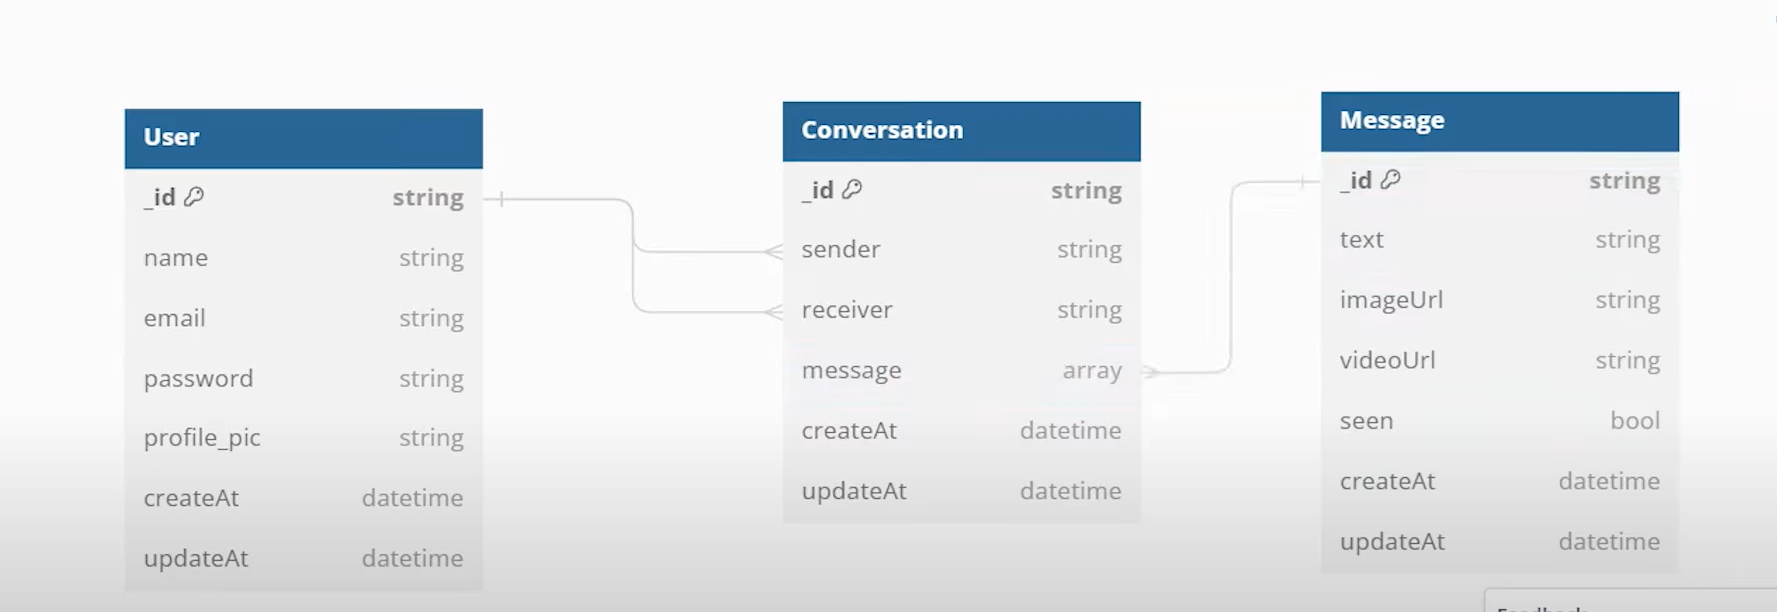 User
_id string
name string
email string
password string
profile_pic string
createAt datetime
updateAt datetime
Conversation
_id string
sender string
receiver string
message array
createAt datetime
updateAt datetime
Message
_id string
text string
imageUrl string
videoUrl string
seen bool
createAt datetime
updateAt datetime